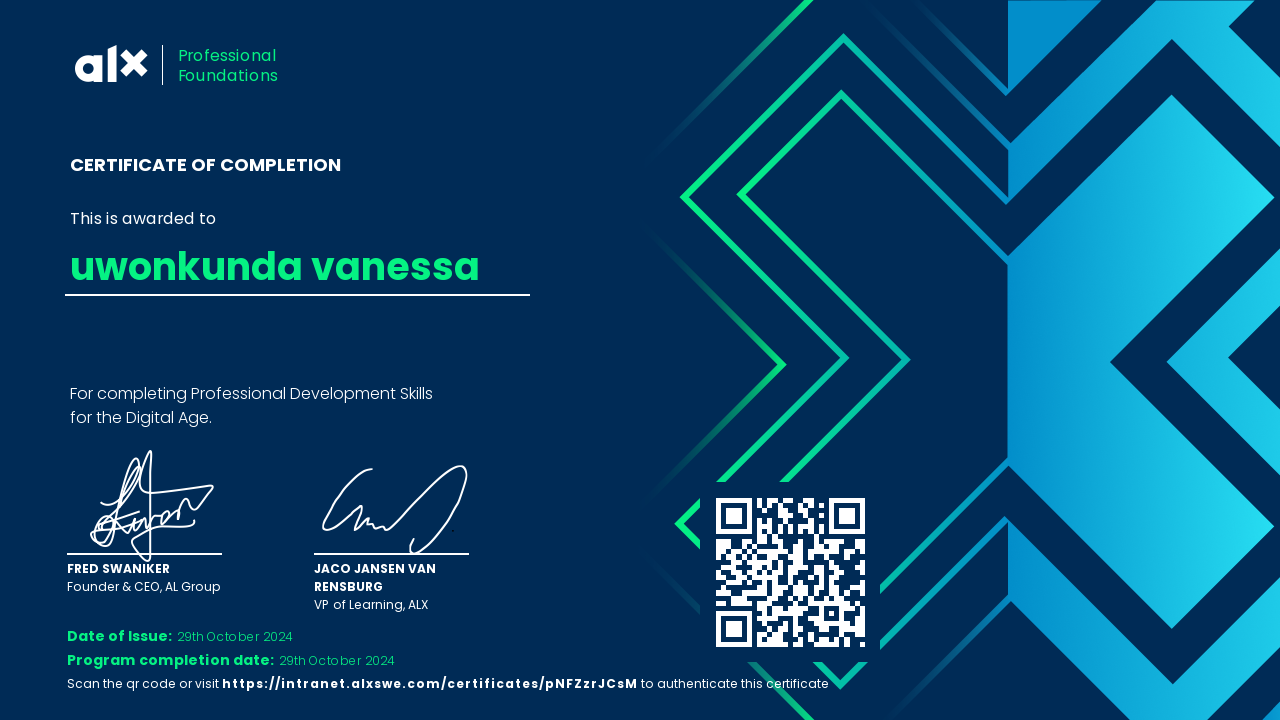 alx
Professional
Foundations
CERTIFICATE OF COMPLETION
This is awarded to
uwonkunda vanessa
For completing Professional Development Skills
for the Digital Age.
FRED SWANIKER
Founder & CEO, AL Group
JACO JANSEN VAN
RENSBURG
VP of Learning, ALX
Date of Issue: 29th October 2024
Program completion date: 29th October 2024
Scan the qr code or visit https://intranet.alxswe.com/certificates/pNFZzrJCsM to authenticate this certificate